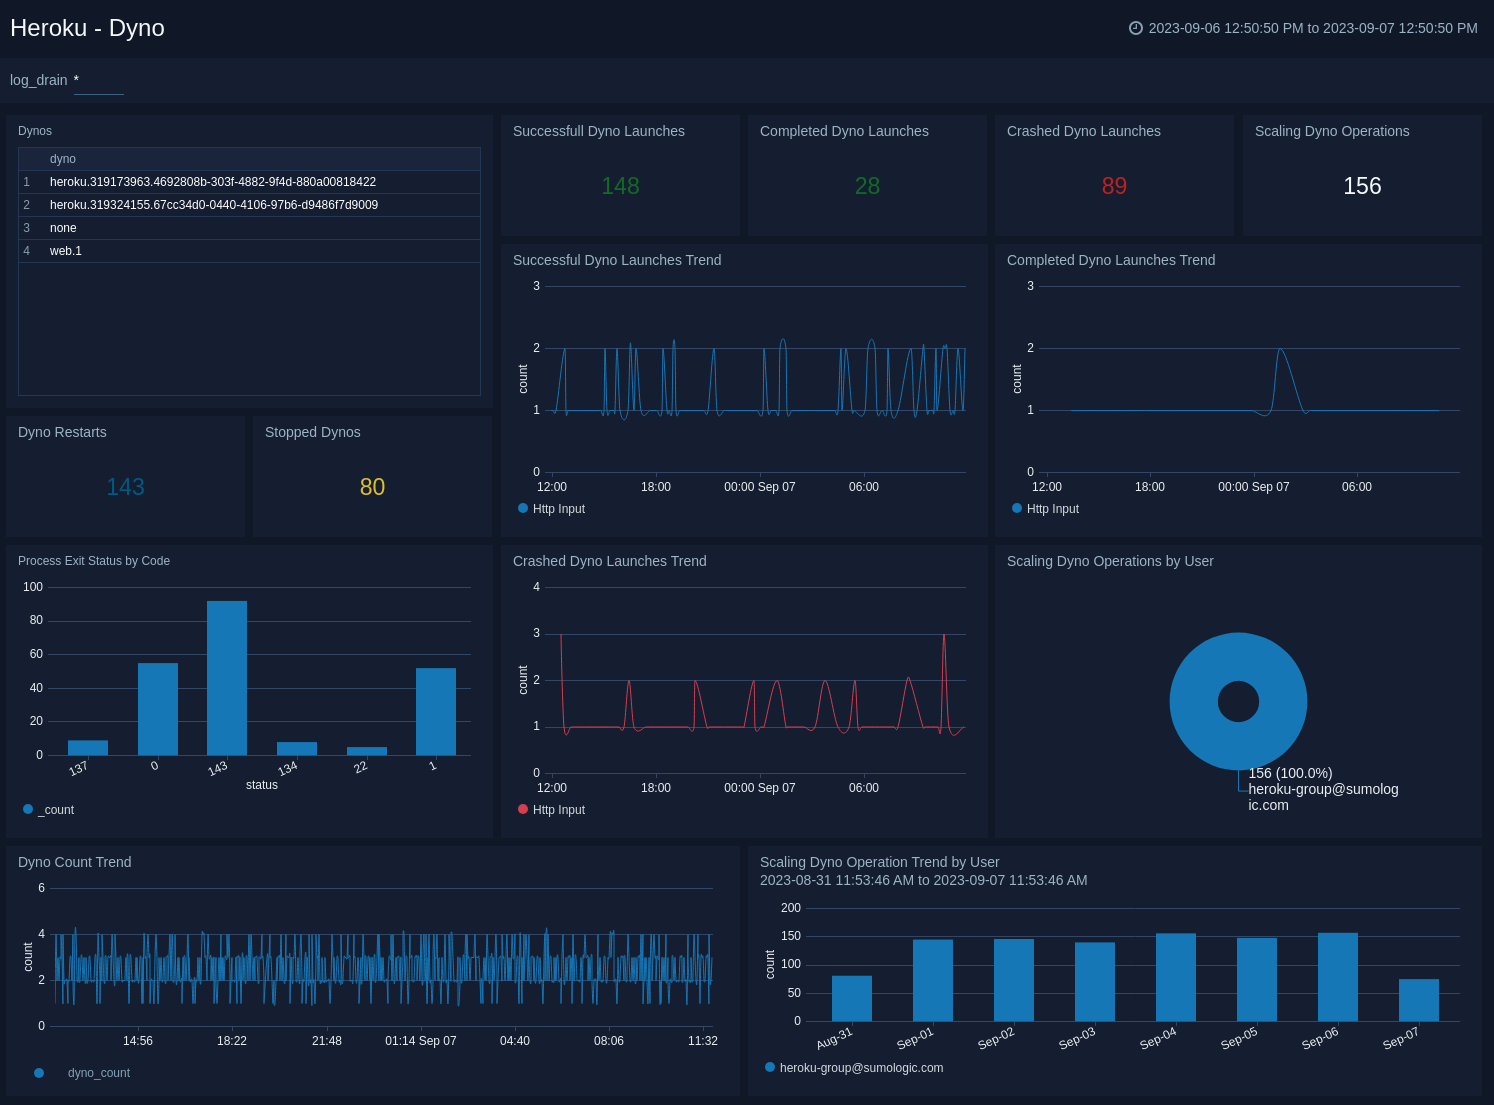 Heroku - Dyno
2023-09-06 12:50:50 PM to 2023-09-07 12:50:50 PM
log_drain *
Dynos
dyno
1 heroku.319173963.4692808b-303f-4882-9f4d-880a00818422
2 heroku.319324155.67cc34d0-0440-4106-97b6-d9486f7d9009
3 none
4 web.1
Successfull Dyno Launches
148
Completed Dyno Launches
28
Crashed Dyno Launches
89
Scaling Dyno Operations
156
Successful Dyno Launches Trend
3
2
1
0
count
12:00 18:00 00:00 Sep 07 06:00
Http Input
Completed Dyno Launches Trend
3
2
1
0
count
12:00 18:00 00:00 Sep 07 06:00
Http Input
Dyno Restarts
143
Stopped Dynos
80
Process Exit Status by Code
100
80
60
40
20
0
137 0 143 134 22 1
status
_count
Crashed Dyno Launches Trend
4
3
2
1
0
count
12:00 18:00 00:00 Sep 07 06:00
Http Input
Scaling Dyno Operations by User
156 (100.0%)
heroku-group@sumolog
ic.com
Dyno Count Trend
6
4
2
0
count
14:56 18:22 21:48 01:14 Sep 07 04:40 08:06 11:32
dyno_count
Scaling Dyno Operation Trend by User
2023-08-31 11:53:46 AM to 2023-09-07 11:53:46 AM
200
150
100
50
0
count
Aug-31 Sep-01 Sep-02 Sep-03 Sep-04 Sep-05 Sep-06 Sep-07
heroku-group@sumologic.com